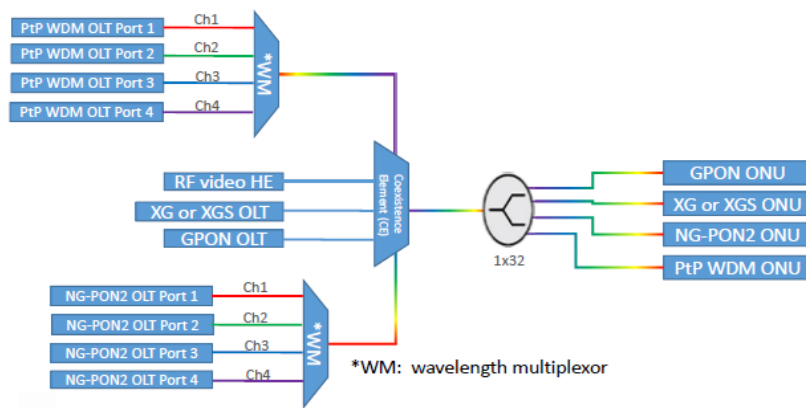 PtP WDM OLT Port 1
Ch1
PtP WDM OLT Port 2
Ch2
PtP WDM OLT Port 3
Ch3
PtP WDM OLT Port 4
Ch4
*WM
RF video HE
XG or XGS OLT
GPON OLT
Coexistence
Element (CE)
1x32
GPON ONU
XG or XGS ONU
NG-PON2 ONU
PtP WDM ONU
NG-PON2 OLT Port 1
Ch1
NG-PON2 OLT Port 2
Ch2
NG-PON2 OLT Port 3
Ch3
NG-PON2 OLT Port 4
Ch4
*WM
*WM: wavelength multiplexor